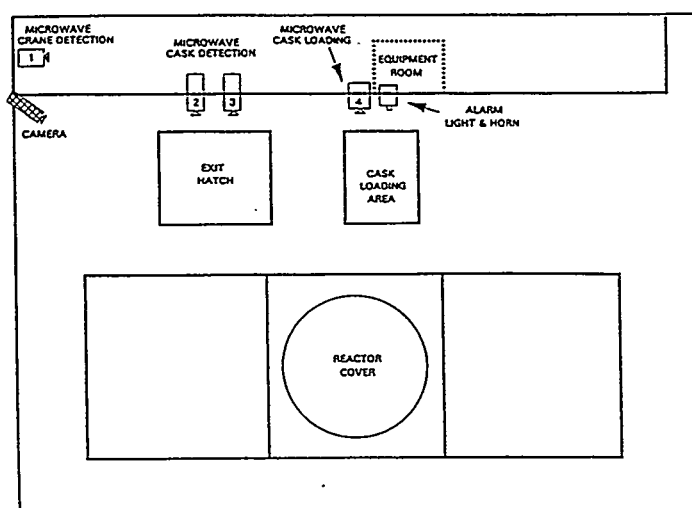 MICROWAVE
CRANE DETECTION
1
MICROWAVE
CASK DETECTION
MICROWAVE
CASK LOADING
EQUIPMENT
ROOM
2
3
4
ALARM
LIGHT & HORN
CAMERA
EXIT
HATCH
CASK
LOADING
AREA
REACTOR
COVER